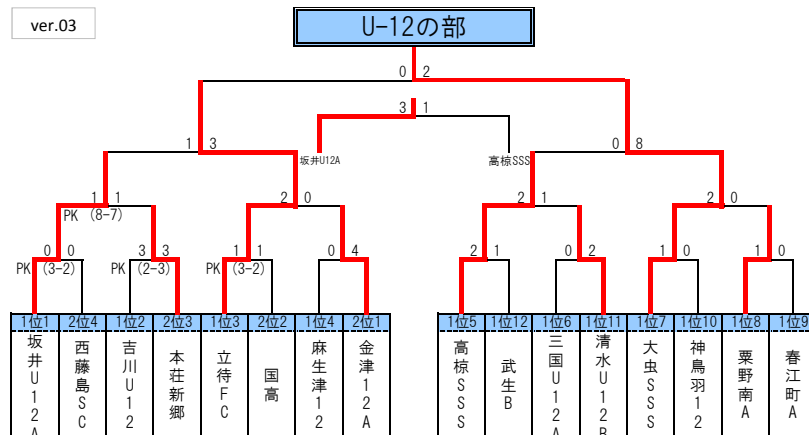 ver.03
U-12の部
0 2
3 1
1 3
坂井U12A
高椋SSS
0 8
1 1
PK (8-7)
2 0
2 1
2 0
0 0
PK (3-2)
3 3
PK (2-3)
1 1
PK (3-2)
0 4
2 1
0 2
1 0
1 0
1位1 2位4 1位2 2位3 1位3 2位2 1位4 2位1
1位5 1位12 1位6 1位11 1位7 1位10 1位8 1位9
坂井U12A
西藤島SC
吉川U12
本荘新郷
立待FC
国高
麻生津12
金津12A
高椋SSS
武生B
三国U12A
清水U12B
大虫SSS
神鳥羽12
粟野南A
春江町A